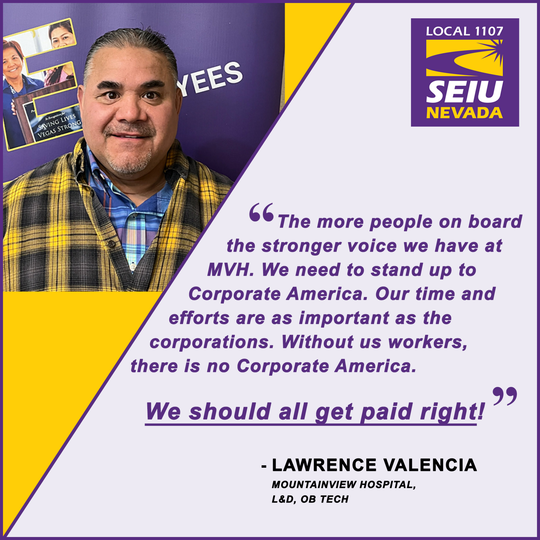 YEES
SAVING LIVES
VEGAS STRONG
LOCAL 1107
SEIU
NEVADA
“The more people on board
the stronger voice we have at
MVH. We need to stand up to
Corporate America. Our time and
efforts are as important as the
corporations. Without us workers,
there is no Corporate America.
We should all get paid right!”
- LAWRENCE VALENCIA
MOUNTAINVIEW HOSPITAL,
L&D, OB TECH